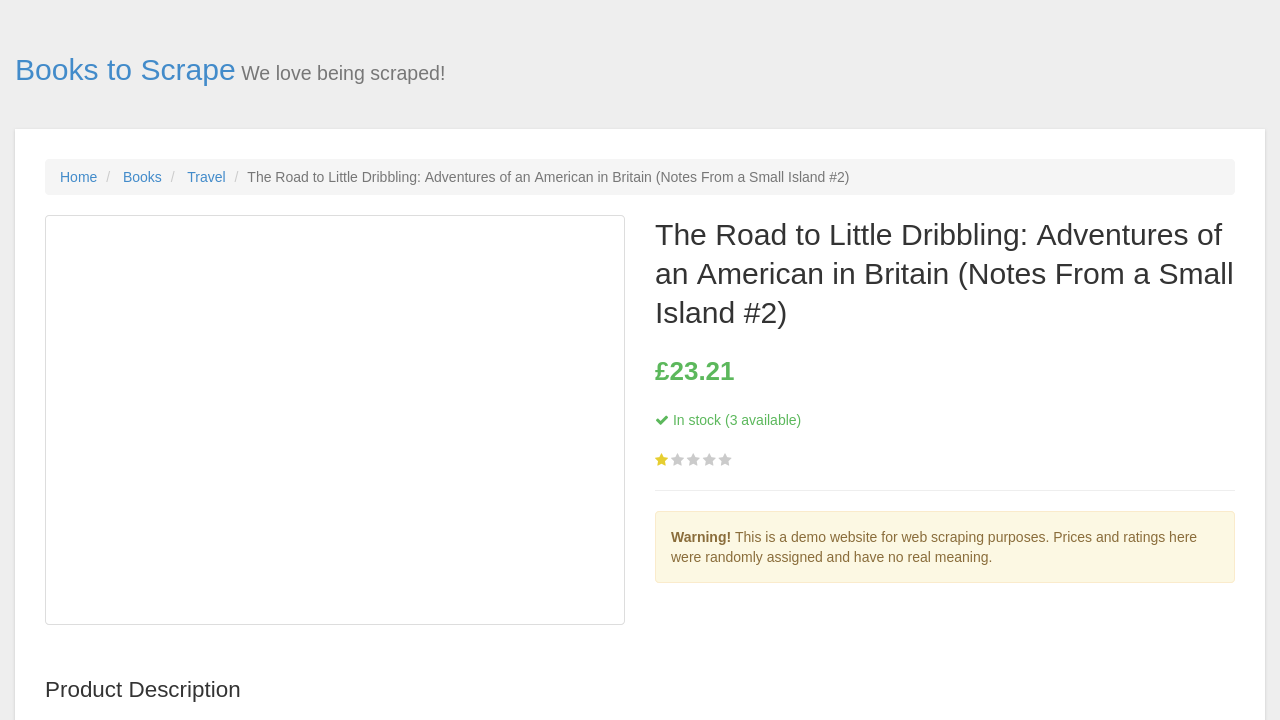 Books to Scrape We love being scraped!
Home / Books / Travel / The Road to Little Dribbling: Adventures of an American in Britain (Notes From a Small Island #2)
The Road to Little Dribbling: Adventures of
an American in Britain (Notes From a Small
Island #2)
£23.21
In stock (3 available)
Warning! This is a demo website for web scraping purposes. Prices and ratings here
were randomly assigned and have no real meaning.
Product Description